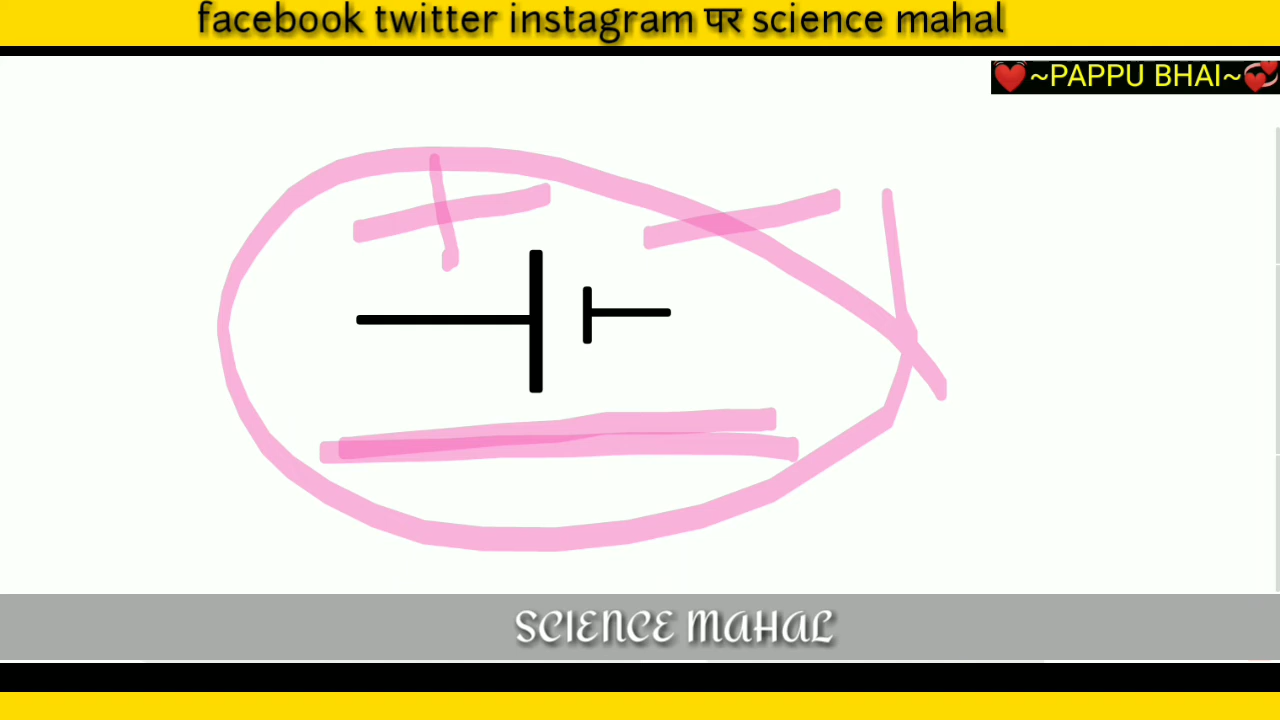 facebook twitter instagram पर science mahal
~PAPPU BHAI~
SCIENCE MAHAL